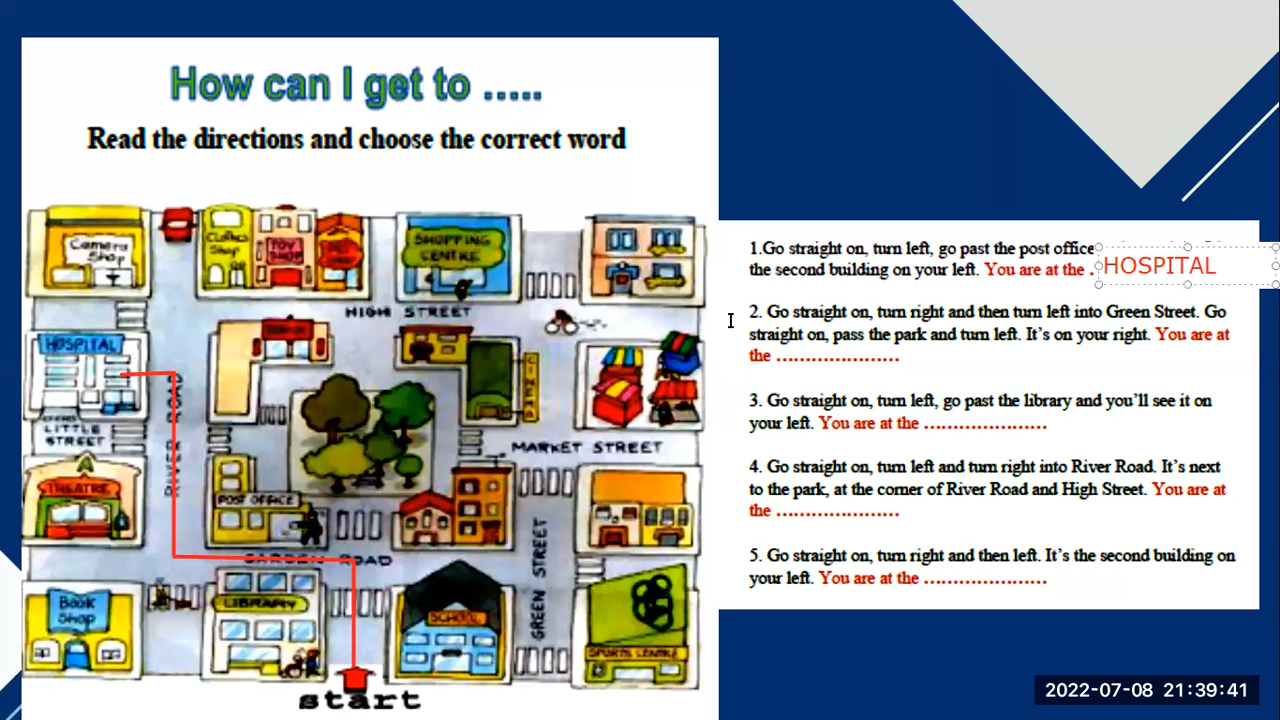 How can I get to .....
Read the directions and choose the correct word
Camera
Shop
Clothes
Shop
TOY
SHOP
SHOPPING
CENTRE
HIGH STREET
HOSPITAL
LITTLE
STREET
RIVER ROAD
CINEMA
MARKET STREET
THEATRE
POST OFFICE
GARDEN ROAD
GREEN STREET
Book
Shop
LIBRARY
SCHOOL
SPORTS CENTRE
start
1.Go straight on, turn left, go past the post office
the second building on your left. You are at the .
HOSPITAL
2. Go straight on, turn right and then turn left into Green Street. Go
straight on, pass the park and turn left. It's on your right. You are at
the .....................
3. Go straight on, turn left, go past the library and you'll see it on
your left. You are at the .....................
4. Go straight on, turn left and turn right into River Road. It's next
to the park, at the corner of River Road and High Street. You are at
the .....................
5. Go straight on, turn right and then left. It's the second building on
your left. You are at the .....................
2022-07-08 21:39:41